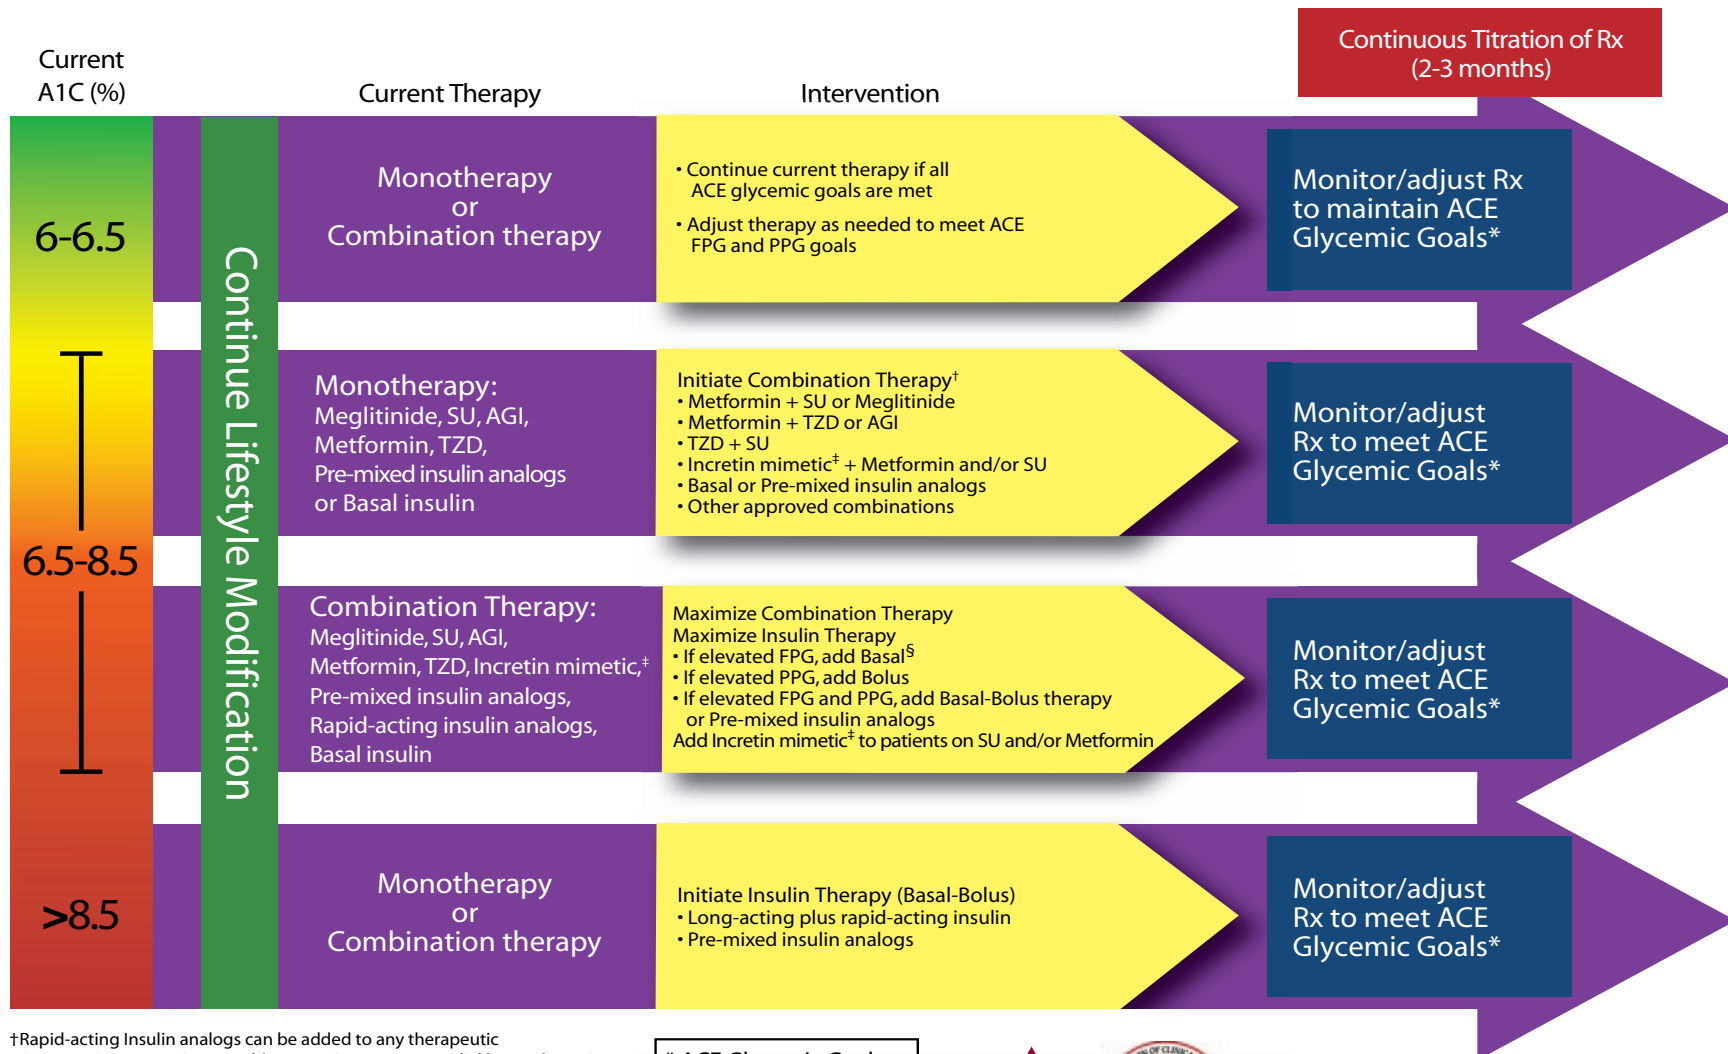 Continuous Titration of Rx
(2-3 months)
Current
A1C (%)
Current Therapy
Intervention
Continue Lifestyle Modification
6-6.5
Monotherapy
or
Combination therapy
• Continue current therapy if all
ACE glycemic goals are met
• Adjust therapy as needed to meet ACE
FPG and PPG goals
Monitor/adjust Rx
to maintain ACE
Glycemic Goals*
6.5-8.5
Monotherapy:
Meglitinide, SU, AGI,
Metformin, TZD,
Pre-mixed insulin analogs
or Basal insulin
Initiate Combination Therapy†
• Metformin + SU or Meglitinide
• Metformin + TZD or AGI
• TZD + SU
• Incretin mimetic‡ + Metformin and/or SU
• Basal or Pre-mixed insulin analogs
• Other approved combinations
Monitor/adjust
Rx to meet ACE
Glycemic Goals*
Combination Therapy:
Meglitinide, SU, AGI,
Metformin, TZD, Incretin mimetic,‡
Pre-mixed insulin analogs,
Rapid-acting insulin analogs,
Basal insulin
Maximize Combination Therapy
Maximize Insulin Therapy
• If elevated FPG, add Basal§
• If elevated PPG, add Bolus
• If elevated FPG and PPG, add Basal-Bolus therapy
or Pre-mixed insulin analogs
Add Incretin mimetic‡ to patients on SU and/or Metformin
Monitor/adjust
Rx to meet ACE
Glycemic Goals*
>8.5
Monotherapy
or
Combination therapy
Initiate Insulin Therapy (Basal-Bolus)
• Long-acting plus rapid-acting insulin
• Pre-mixed insulin analogs
Monitor/adjust
Rx to meet ACE
Glycemic Goals*
†Rapid-acting Insulin analogs can be added to any therapeutic